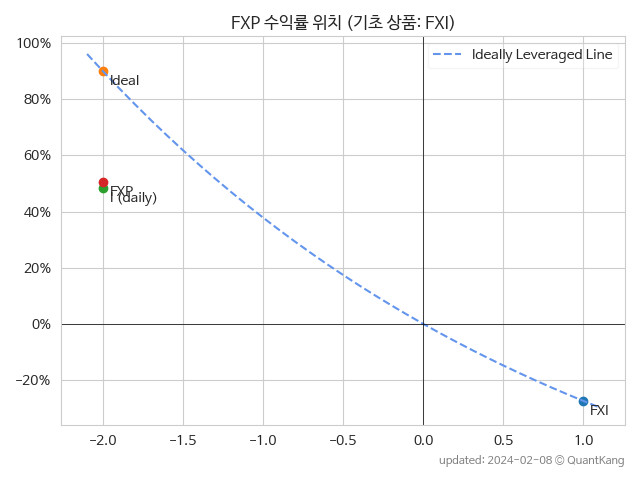 FXP 수익률 위치 (기초 상품: FXI)
100%
80%
60%
40%
20%
0%
−20%
Ideally Leveraged Line
Ideal
FXP
I (daily)
FXI
−2.0
−1.5
−1.0
−0.5
0.0
0.5
1.0
updated: 2024-02-08 © QuantKang